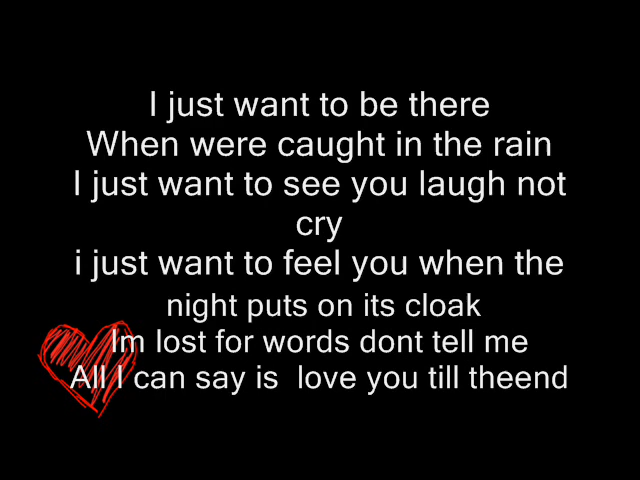 I just want to be there
When were caught in the rain
I just want to see you laugh not
cry
i just want to feel you when the
night puts on its cloak
Im lost for words dont tell me
All I can say is  love you till theend